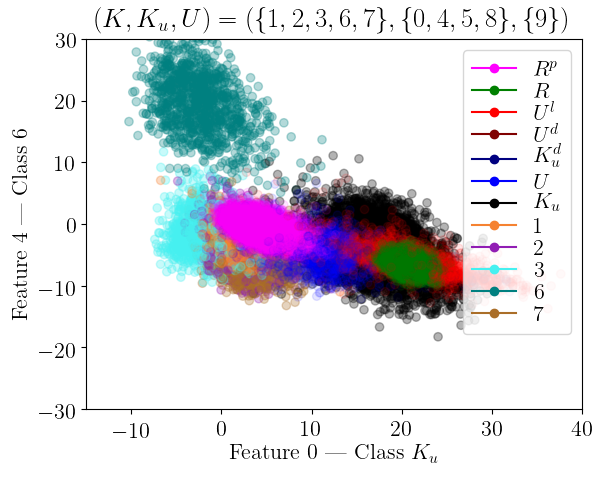 (K, K_u, U) = ({1, 2, 3, 6, 7}, {0, 4, 5, 8}, {9})
30
20
10
0
−10
−20
−30
Feature 4 — Class 6
R^p
R
U^l
U^d
K_u^d
U
K_u
1
2
3
6
7
−10
0
10
20
30
40
Feature 0 — Class K_u